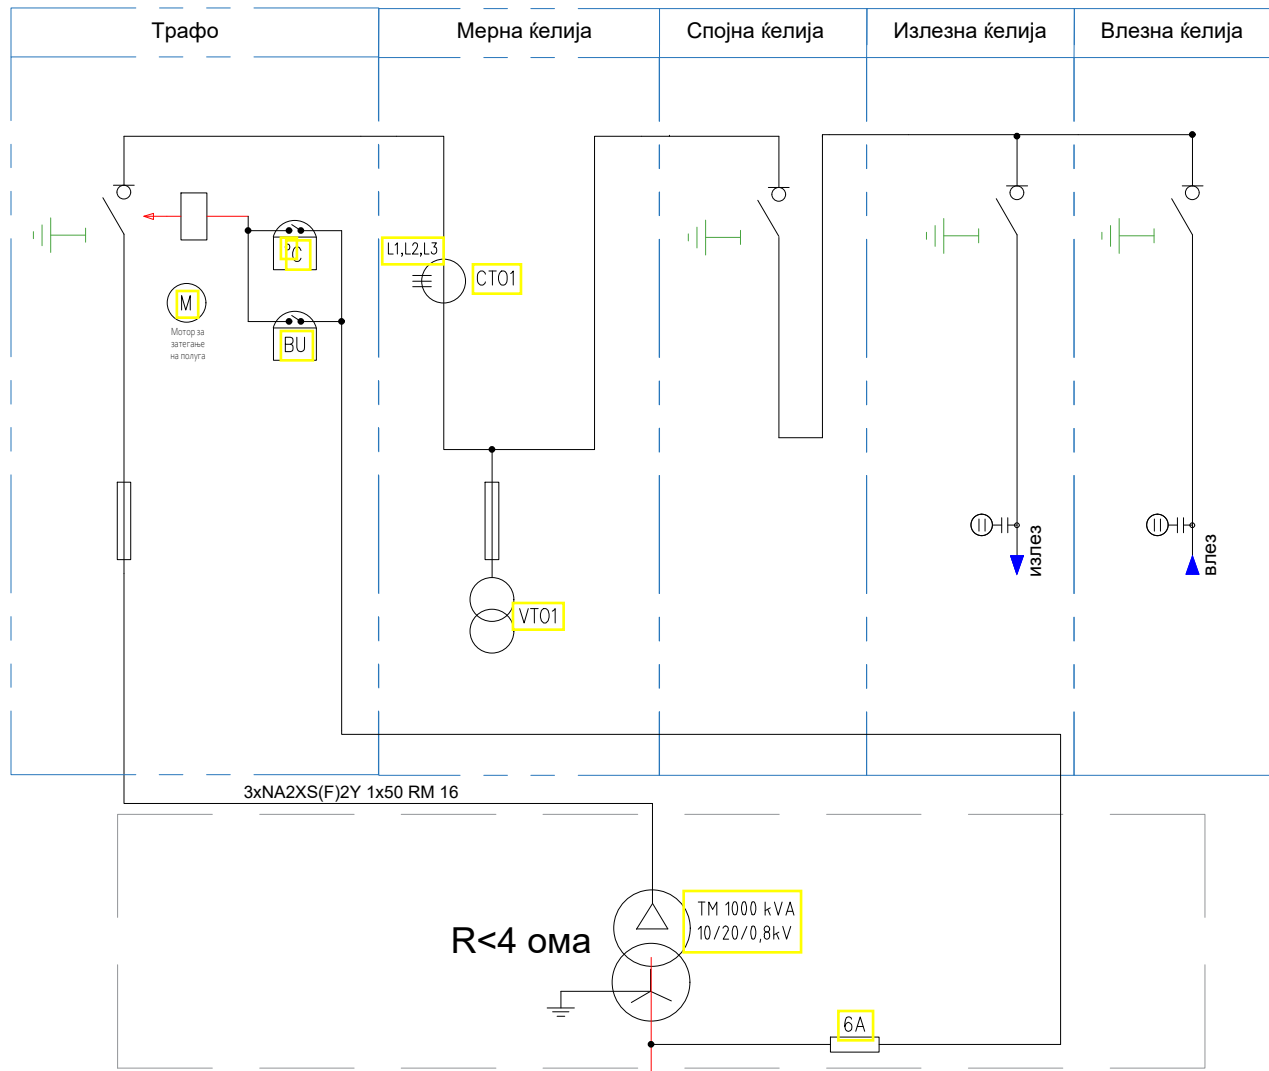 Трафо
Мерна ќелија
Спојна ќелија
Излезна ќелија
Влезна ќелија
L1,L2,L3
CT01
M
Мотор за
затегање
на полуга
BU
излез
влез
VT01
3xNA2XS(F)2Y 1x50 RM 16
R<4 ома
TM 1000 kVA
10/20/0,8kV
6A